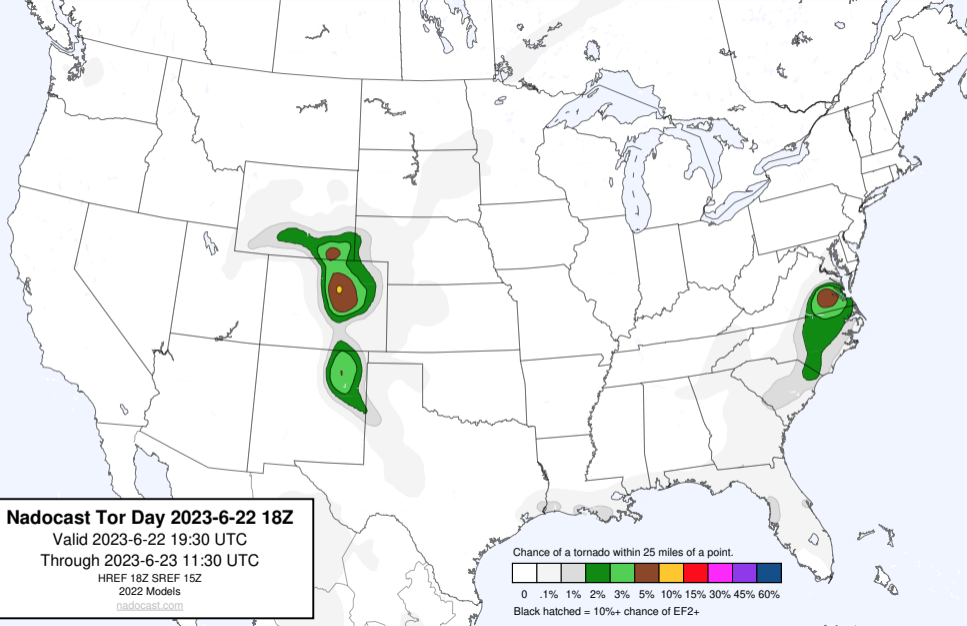 Nadocast Tor Day 2023-6-22 18Z
Valid 2023-6-22 19:30 UTC
Through 2023-6-23 11:30 UTC
HREF 18Z SREF 15Z
2022 Models
nadocast.com
Chance of a tornado within 25 miles of a point.
0 .1% 1% 2% 3% 5% 10% 15% 30% 45% 60%
Black hatched = 10%+ chance of EF2+